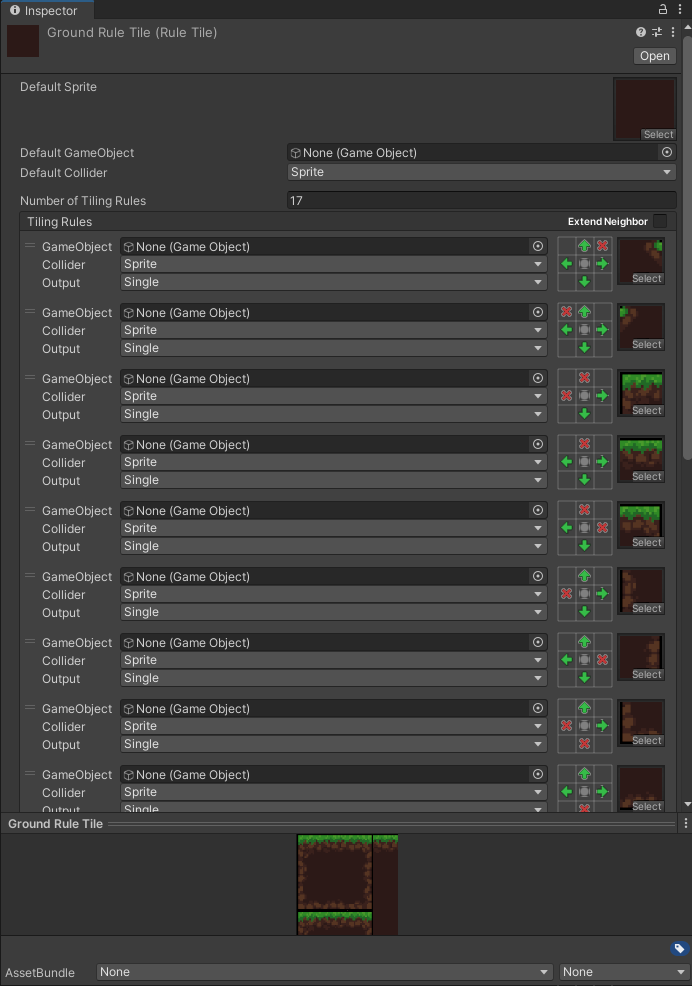 Inspector
Ground Rule Tile (Rule Tile)
Open
Default Sprite
Select
Default GameObject None (Game Object)
Default Collider Sprite
Number of Tiling Rules 17
Tiling Rules Extend Neighbor
GameObject None (Game Object)
Collider Sprite
Output Single Select
GameObject None (Game Object)
Collider Sprite
Output Single Select
GameObject None (Game Object)
Collider Sprite
Output Single Select
GameObject None (Game Object)
Collider Sprite
Output Single Select
GameObject None (Game Object)
Collider Sprite
Output Single Select
GameObject None (Game Object)
Collider Sprite
Output Single Select
GameObject None (Game Object)
Collider Sprite
Output Single Select
GameObject None (Game Object)
Collider Sprite
Output Single Select
GameObject None (Game Object)
Collider Sprite
Output Single Select
Ground Rule Tile
AssetBundle None None